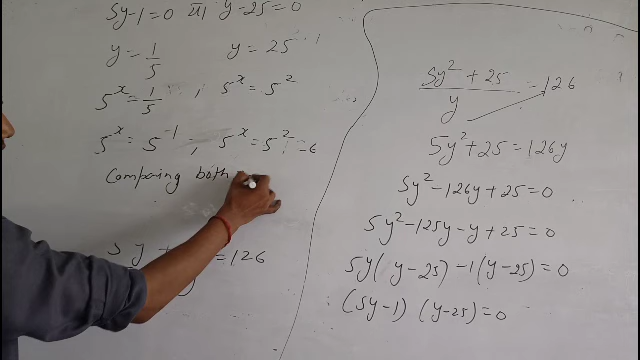 5y-1=0 या y-25=0
y=1/5 y=25
5^x=1/5 , 5^x=5^2
5^x=5^-1 , 5^x=5^2
Comparing both
5y + =126
5y^2+25/y=126
5y^2+25=126y
5y^2-126y+25=0
5y^2-125y-y+25=0
5y(y-25)-1(y-25)=0
(5y-1)(y-25)=0